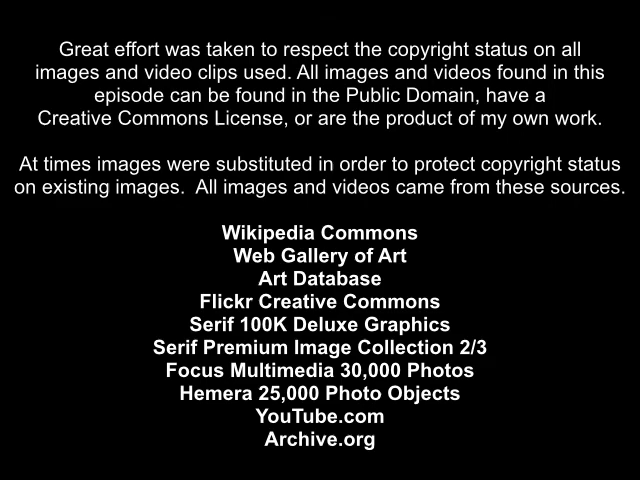 Great effort was taken to respect the copyright status on all
images and video clips used. All images and videos found in this
episode can be found in the Public Domain, have a
Creative Commons License, or are the product of my own work.
At times images were substituted in order to protect copyright status
on existing images.  All images and videos came from these sources.
Wikipedia Commons
Web Gallery of Art
Art Database
Flickr Creative Commons
Serif 100K Deluxe Graphics
Serif Premium Image Collection 2/3
Focus Multimedia 30,000 Photos
Hemera 25,000 Photo Objects
YouTube.com
Archive.org